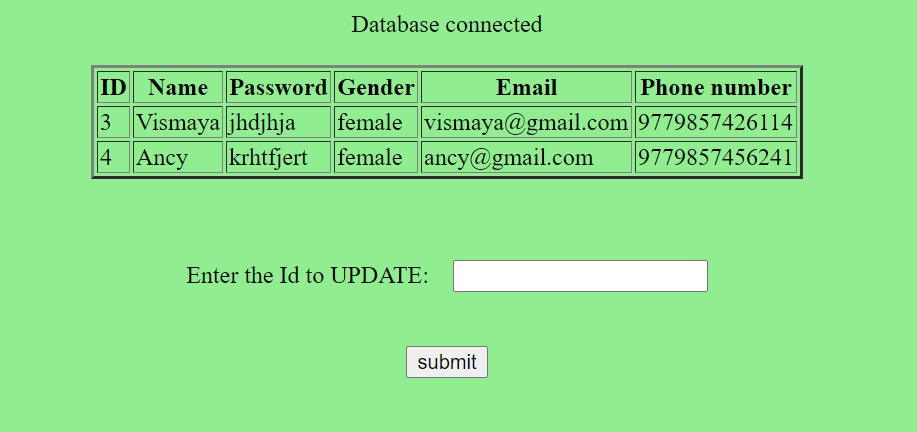 Database connected
ID Name Password Gender Email Phone number
3 Vismaya jhdjhja female vismaya@gmail.com 9779857426114
4 Ancy krhtfjert female ancy@gmail.com 9779857456241
Enter the Id to UPDATE:
submit